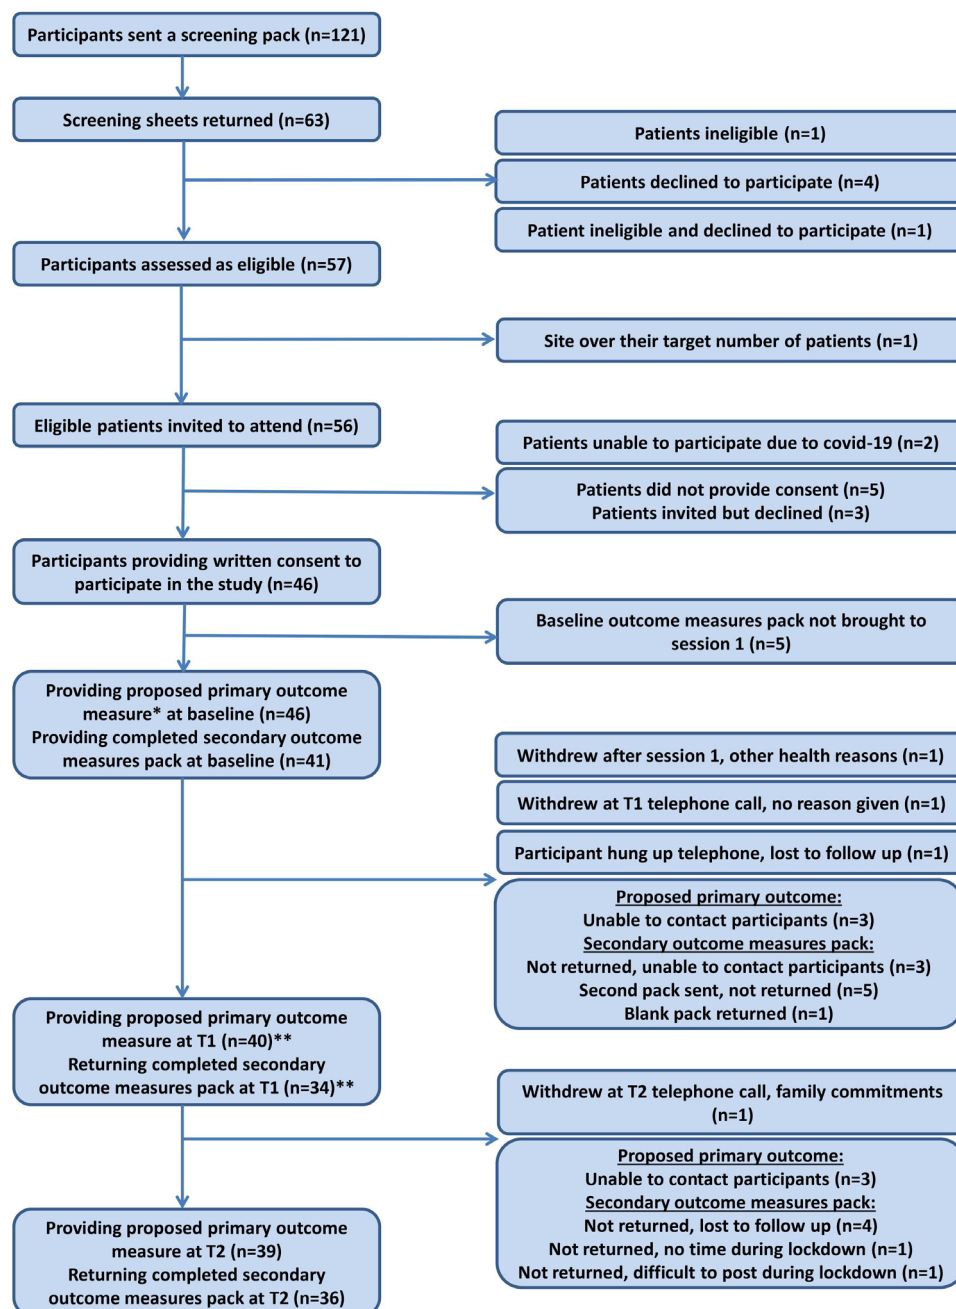 Participants sent a screening pack (n=121)
Screening sheets returned (n=63)
Patients ineligible (n=1)
Patients declined to participate (n=4)
Patient ineligible and declined to participate (n=1)
Participants assessed as eligible (n=57)
Site over their target number of patients (n=1)
Eligible patients invited to attend (n=56)
Patients unable to participate due to covid-19 (n=2)
Patients did not provide consent (n=5)
Patients invited but declined (n=3)
Participants providing written consent to
participate in the study (n=46)
Baseline outcome measures pack not brought to
session 1 (n=5)
Providing proposed primary outcome
measure* at baseline (n=46)
Providing completed secondary outcome
measures pack at baseline (n=41)
Withdrew after session 1, other health reasons (n=1)
Withdrew at T1 telephone call, no reason given (n=1)
Participant hung up telephone, lost to follow up (n=1)
Proposed primary outcome:
Unable to contact participants (n=3)
Secondary outcome measures pack:
Not returned, unable to contact participants (n=3)
Second pack sent, not returned (n=5)
Blank pack returned (n=1)
Providing proposed primary outcome
measure at T1 (n=40)**
Returning completed secondary
outcome measures pack at T1 (n=34)**
Withdrew at T2 telephone call, family commitments
(n=1)
Proposed primary outcome:
Unable to contact participants (n=3)
Secondary outcome measures pack:
Not returned, lost to follow up (n=4)
Not returned, no time during lockdown (n=1)
Not returned, difficult to post during lockdown (n=1)
Providing proposed primary outcome
measure at T2 (n=39)
Returning completed secondary
outcome measures pack at T2 (n=36)